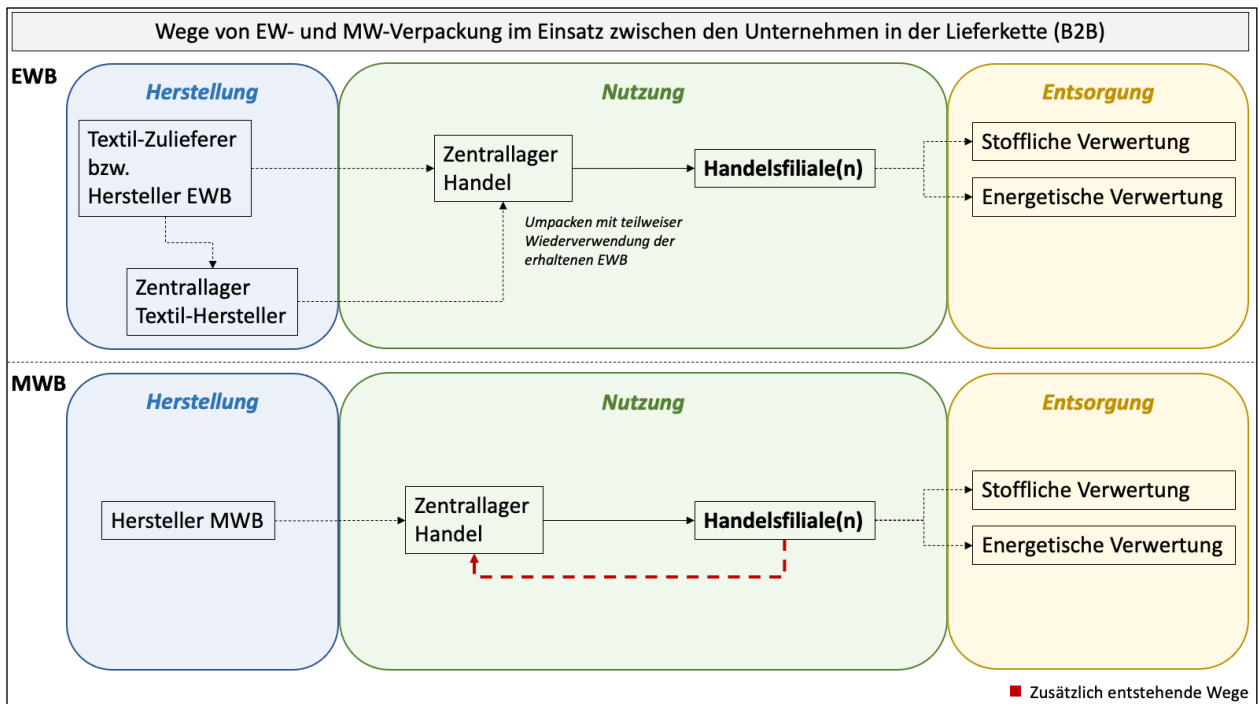 Wege von EW- und MW-Verpackung im Einsatz zwischen den Unternehmen in der Lieferkette (B2B)
EWB
Herstellung
Nutzung
Entsorgung
Textil-Zulieferer
bzw.
Hersteller EWB
Zentrallager
Textil-Hersteller
Zentrallager
Handel
Umpacken mit teilweiser
Wiederverwendung der
erhaltenen EWB
Handelsfiliale(n)
Stoffliche Verwertung
Energetische Verwertung
MWB
Herstellung
Nutzung
Entsorgung
Hersteller MWB
Zentrallager
Handel
Handelsfiliale(n)
Stoffliche Verwertung
Energetische Verwertung
Zusätzlich entstehende Wege